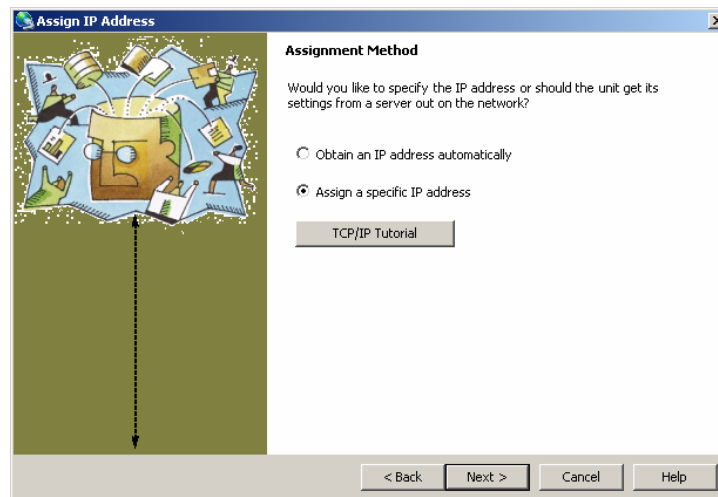 Assign IP Address
Assignment Method
Would you like to specify the IP address or should the unit get its
settings from a server out on the network?
Obtain an IP address automatically
Assign a specific IP address
TCP/IP Tutorial
< Back
Next >
Cancel
Help